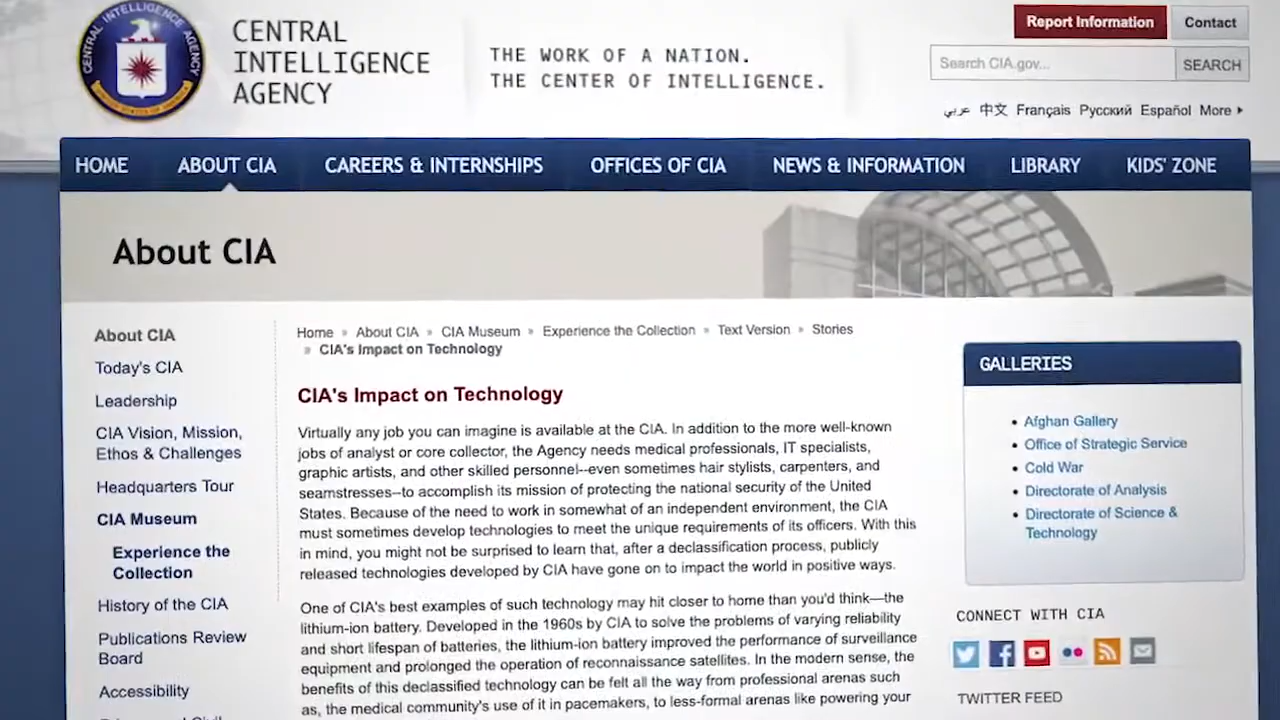 CENTRAL INTELLIGENCE AGENCY
UNITED STATES OF AMERICA
CENTRAL
INTELLIGENCE
AGENCY
THE WORK OF A NATION.
THE CENTER OF INTELLIGENCE.
Report Information
Contact
Search CIA.gov...
SEARCH
عربي 中文 Français Русский Español More
HOME ABOUT CIA CAREERS & INTERNSHIPS OFFICES OF CIA NEWS & INFORMATION LIBRARY KIDS' ZONE
About CIA
About CIA
Today's CIA
Leadership
CIA Vision, Mission,
Ethos & Challenges
Headquarters Tour
CIA Museum
Experience the
Collection
History of the CIA
Publications Review
Board
Accessibility
Home » About CIA » CIA Museum » Experience the Collection » Text Version » Stories
» CIA's Impact on Technology
CIA's Impact on Technology
Virtually any job you can imagine is available at the CIA. In addition to the more well-known
jobs of analyst or core collector, the Agency needs medical professionals, IT specialists,
graphic artists, and other skilled personnel--even sometimes hair stylists, carpenters, and
seamstresses--to accomplish its mission of protecting the national security of the United
States. Because of the need to work in somewhat of an independent environment, the CIA
must sometimes develop technologies to meet the unique requirements of its officers. With this
in mind, you might not be surprised to learn that, after a declassification process, publicly
released technologies developed by CIA have gone on to impact the world in positive ways.
One of CIA's best examples of such technology may hit closer to home than you'd think—the
lithium-ion battery. Developed in the 1960s by CIA to solve the problems of varying reliability
and short lifespan of batteries, the lithium-ion battery improved the performance of surveillance
equipment and prolonged the operation of reconnaissance satellites. In the modern sense, the
benefits of this declassified technology can be felt all the way from professional arenas such
as, the medical community's use of it in pacemakers, to less-formal arenas like powering your
GALLERIES
• Afghan Gallery
• Office of Strategic Service
• Cold War
• Directorate of Analysis
• Directorate of Science &
Technology
CONNECT WITH CIA
TWITTER FEED